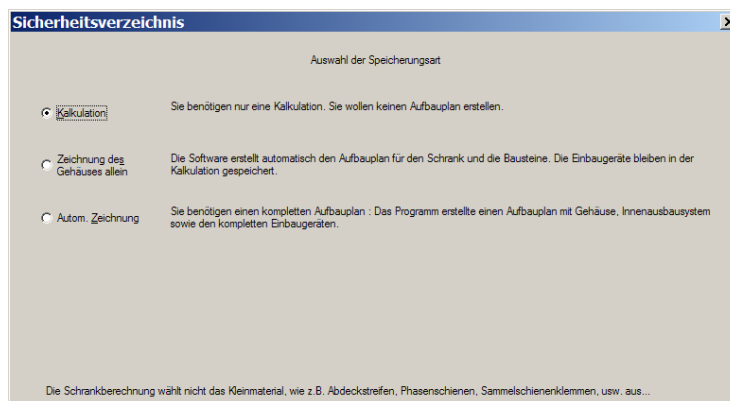 Sicherheitsverzeichnis
Auswahl der Speicherungsart
Kalkulation
Sie benötigen nur eine Kalkulation. Sie wollen keinen Aufbauplan erstellen.
Zeichnung des
Gehäuses allein
Die Software erstellt automatisch den Aufbauplan für den Schrank und die Bausteine. Die Einbaugeräte bleiben in der
Kalkulation gespeichert.
Autom. Zeichnung
Sie benötigen einen kompletten Aufbauplan : Das Programm erstellte einen Aufbauplan mit Gehäuse, Innenausbausystem
sowie den kompletten Einbaugeräten.
Die Schrankberechnung wählt nicht das Kleinmaterial, wie z.B. Abdeckstreifen, Phasenschienen, Sammelschienenklemmen, usw. aus...